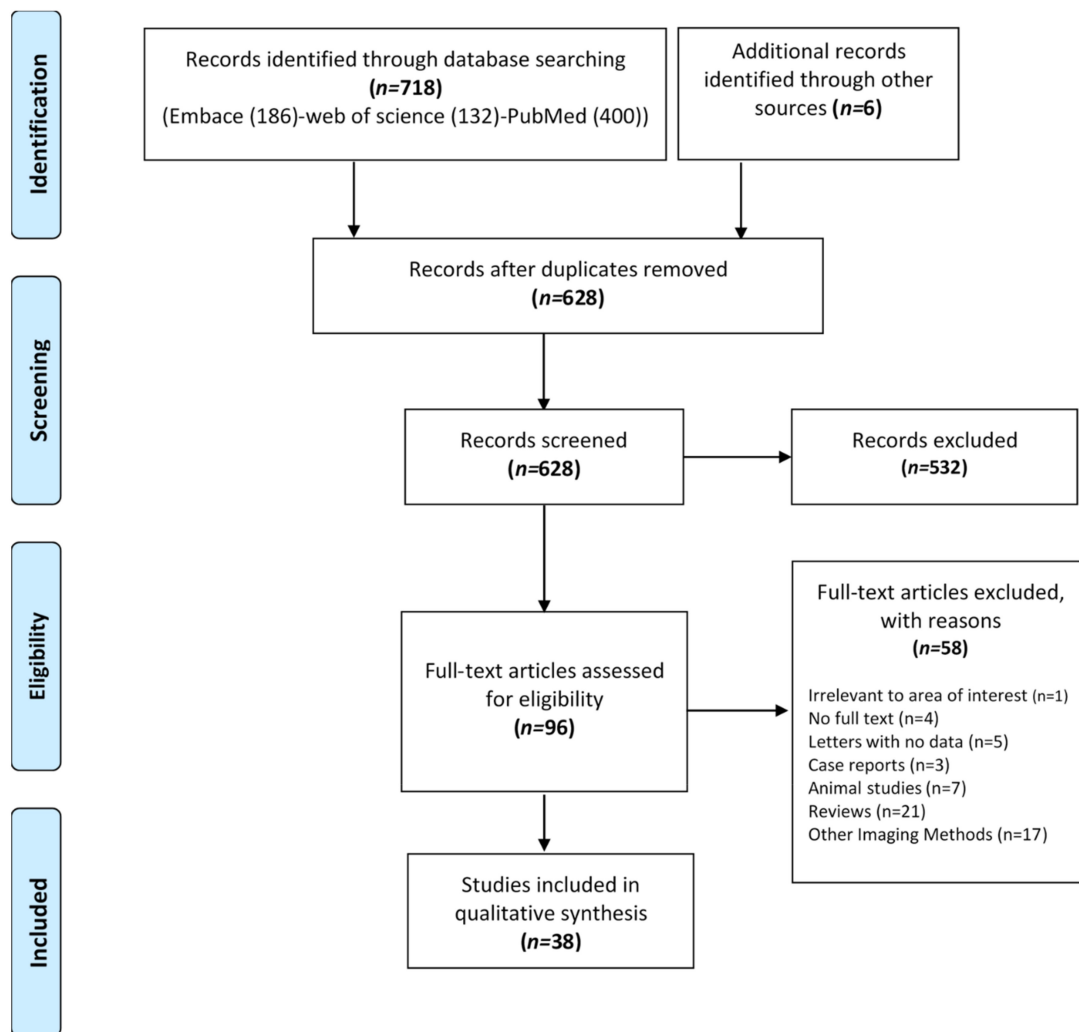 Identification
Records identified through database searching
(n=718)
(Embace (186)-web of science (132)-PubMed (400))
Additional records
identified through other
sources (n=6)
Screening
Records after duplicates removed
(n=628)
Records screened
(n=628)
Records excluded
(n=532)
Eligibility
Full-text articles assessed
for eligibility
(n=96)
Full-text articles excluded,
with reasons
(n=58)
Irrelevant to area of interest (n=1)
No full text (n=4)
Letters with no data (n=5)
Case reports (n=3)
Animal studies (n=7)
Reviews (n=21)
Other Imaging Methods (n=17)
Included
Studies included in
qualitative synthesis
(n=38)